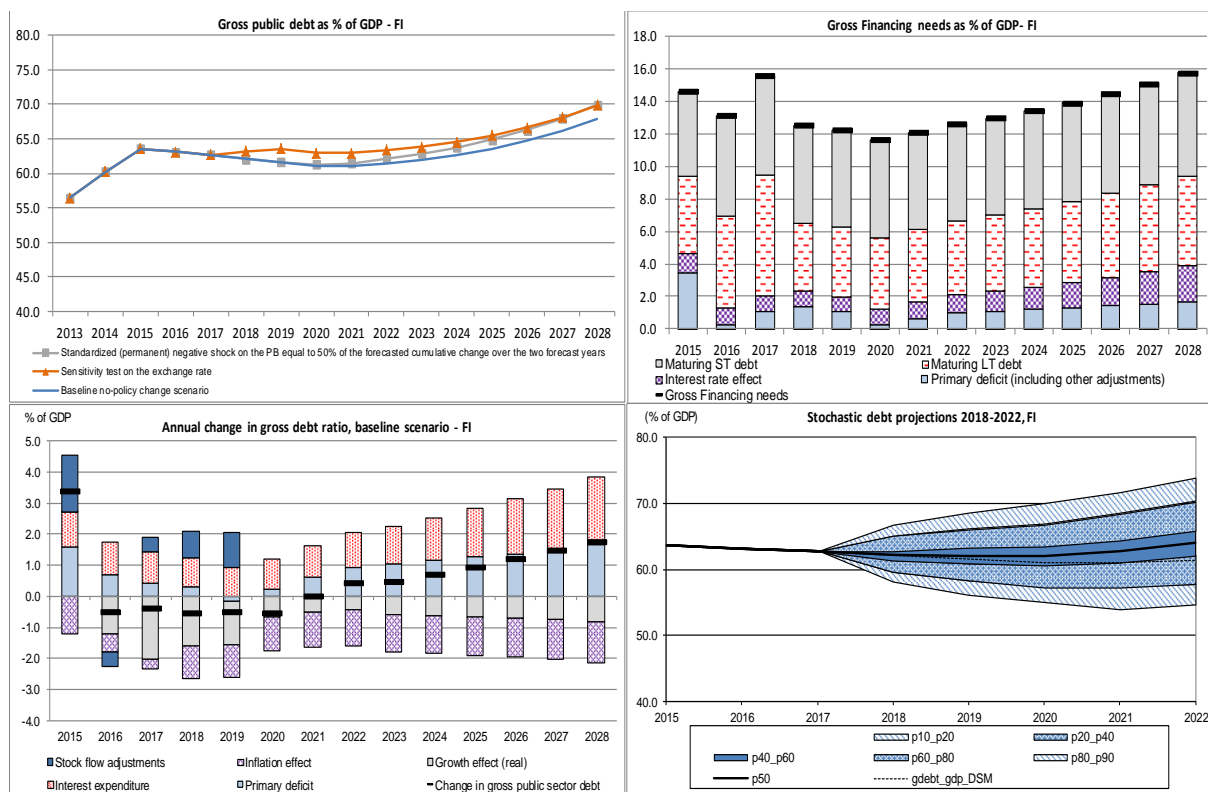 Gross public debt as % of GDP - FI
80.0
75.0
70.0
65.0
60.0
55.0
50.0
45.0
40.0
2013 2014 2015 2016 2017 2018 2019 2020 2021 2022 2023 2024 2025 2026 2027 2028
Standardized (permanent) negative shock on the PB equal to 50% of the forecasted cumulative change over the two forecast years
Sensitivity test on the exchange rate
Baseline no-policy change scenario
Gross Financing needs as % of GDP- FI
18.0
16.0
14.0
12.0
10.0
8.0
6.0
4.0
2.0
0.0
2015 2016 2017 2018 2019 2020 2021 2022 2023 2024 2025 2026 2027 2028
Maturing ST debt Maturing LT debt
Interest rate effect Primary deficit (including other adjustments)
Gross Financing needs
% of GDP
Annual change in gross debt ratio, baseline scenario - FI
5.0
4.0
3.0
2.0
1.0
0.0
-1.0
-2.0
-3.0
-4.0
2015 2016 2017 2018 2019 2020 2021 2022 2023 2024 2025 2026 2027 2028
Stock flow adjustments Inflation effect Growth effect (real)
Interest expenditure Primary deficit Change in gross public sector debt
(% of GDP)
Stochastic debt projections 2018-2022, FI
80.0
70.0
60.0
50.0
40.0
2015 2016 2017 2018 2019 2020 2021 2022
p10_p20 p20_p40
p40_p60 p60_p80 p80_p90
p50 gdebt_gdp_DSM